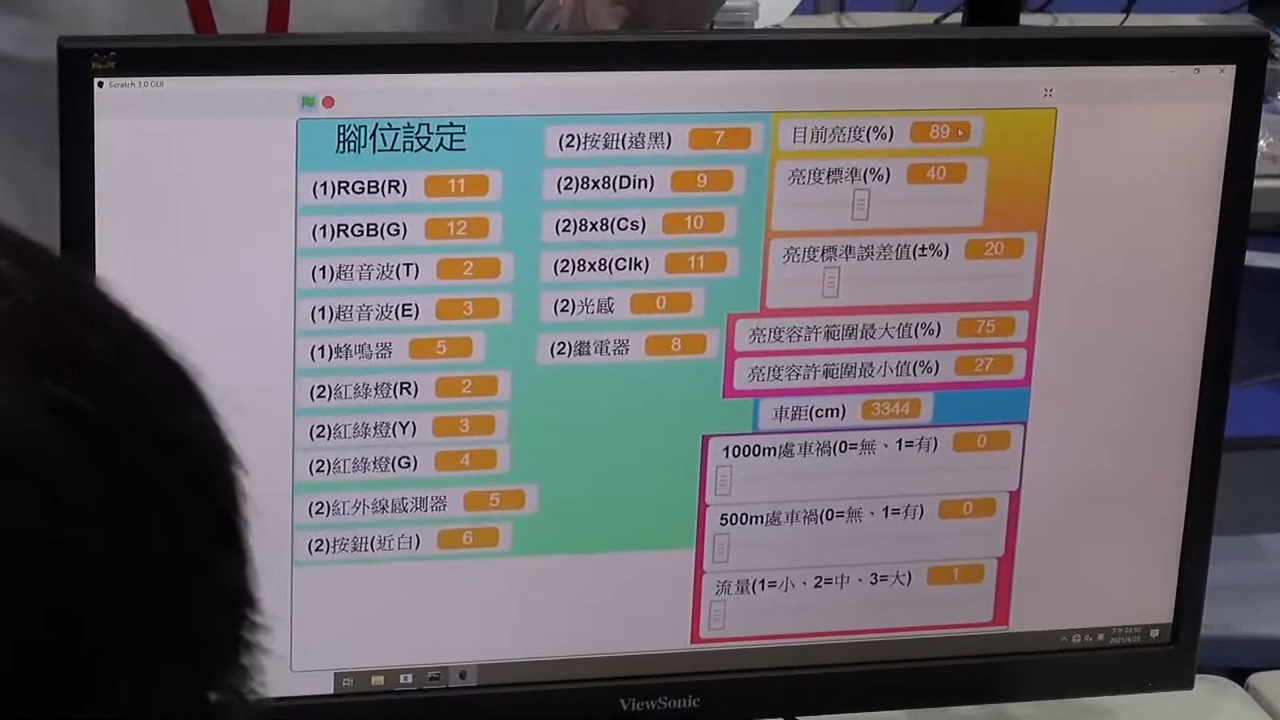 Scratch 3.0 GUI
腳位設定
(1)RGB(R) 11
(1)RGB(G) 12
(1)超音波(T) 2
(1)超音波(E) 3
(1)蜂鳴器 5
(2)紅綠燈(R) 2
(2)紅綠燈(Y) 3
(2)紅綠燈(G) 4
(2)紅外線感測器 5
(2)按鈕(近白) 6
(2)按鈕(遠黑) 7
(2)8x8(Din) 9
(2)8x8(Cs) 10
(2)8x8(Clk) 11
(2)光感 0
(2)繼電器 8
目前亮度(%) 89
亮度標準(%) 40
亮度標準誤差值(±%) 20
亮度容許範圍最大值(%) 75
亮度容許範圍最小值(%) 27
車距(cm) 3344
1000m處車禍(0=無、1=有) 0
500m處車禍(0=無、1=有) 0
流量(1=小、2=中、3=大) 1
ViewSonic